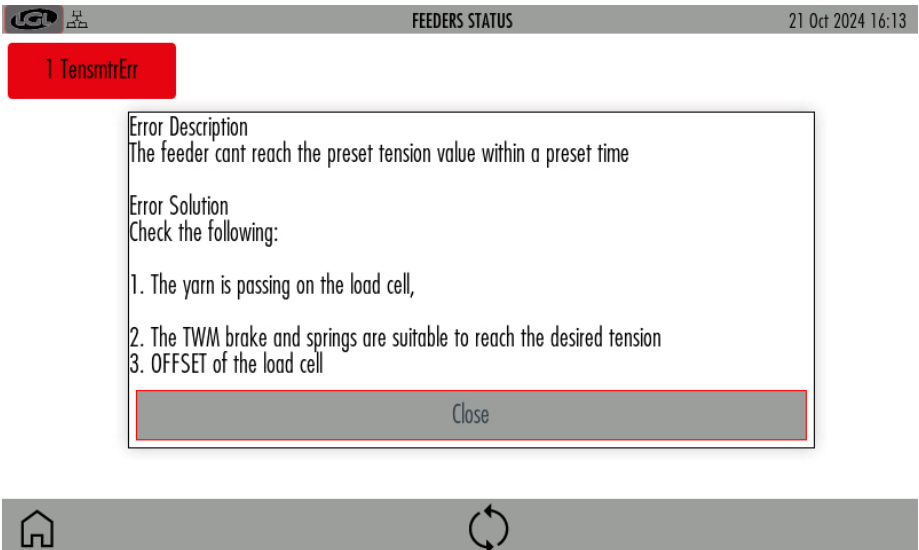 LGL
FEEDERS STATUS
21 Oct 2024 16:13
1 TensmtrErr
Error Description
The feeder cant reach the preset tension value within a preset time
Error Solution
Check the following:
1. The yarn is passing on the load cell,
2. The TWM brake and springs are suitable to reach the desired tension
3. OFFSET of the load cell
Close